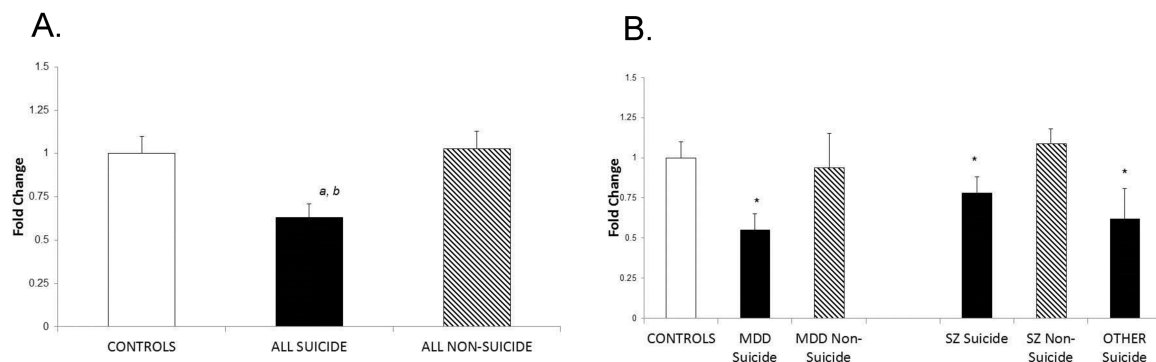 A.
1.5
1.25
1
0.75
0.5
0.25
0
Fold Change
a, b
CONTROLS
ALL SUICIDE
ALL NON-SUICIDE
B.
1.5
1.25
1
0.75
0.5
0.25
0
Fold Change
*
*
*
CONTROLS
MDD
Suicide
MDD Non-
Suicide
SZ Suicide
SZ Non-
Suicide
OTHER
Suicide